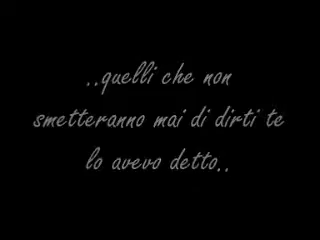 ..quelli che non
smetteranno mai di dirti te
lo avevo detto..